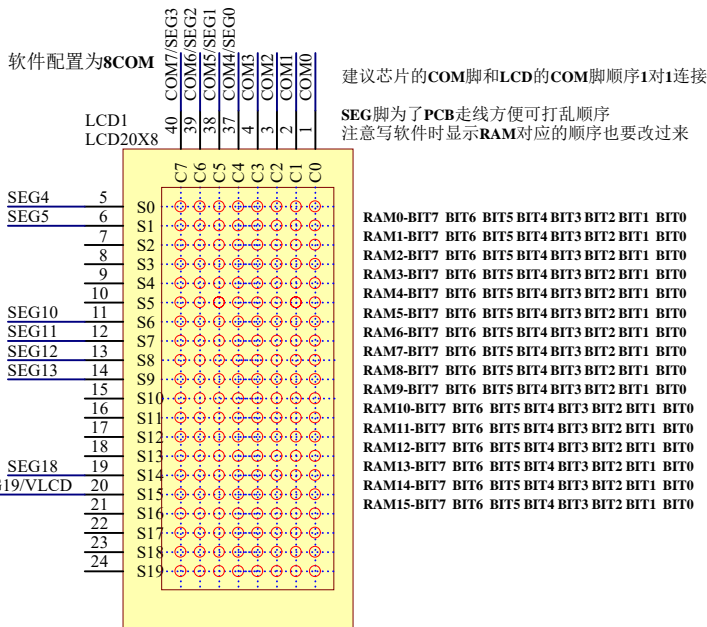 软件配置为8COM
COM7/SEG3
COM6/SEG2
COM5/SEG1
COM4/SEG0
COM3
COM2
COM1
COM0
40
39
38
37
4
3
2
1
建议芯片的COM脚和LCD的COM脚顺序1对1连接
SEG脚为了PCB走线方便可打乱顺序
注意写软件时显示RAM对应的顺序也要改过来
LCD1
LCD20X8
C7
C6
C5
C4
C3
C2
C1
C0
SEG4 5 S0
SEG5 6 S1
7 S2
8 S3
9 S4
10 S5
SEG10 11 S6
SEG11 12 S7
SEG12 13 S8
SEG13 14 S9
15 S10
16 S11
17 S12
18 S13
SEG18 19 S14
G19/VLCD 20 S15
21 S16
22 S17
23 S18
24 S19
RAM0-BIT7 BIT6 BIT5 BIT4 BIT3 BIT2 BIT1 BIT0
RAM1-BIT7 BIT6 BIT5 BIT4 BIT3 BIT2 BIT1 BIT0
RAM2-BIT7 BIT6 BIT5 BIT4 BIT3 BIT2 BIT1 BIT0
RAM3-BIT7 BIT6 BIT5 BIT4 BIT3 BIT2 BIT1 BIT0
RAM4-BIT7 BIT6 BIT5 BIT4 BIT3 BIT2 BIT1 BIT0
RAM5-BIT7 BIT6 BIT5 BIT4 BIT3 BIT2 BIT1 BIT0
RAM6-BIT7 BIT6 BIT5 BIT4 BIT3 BIT2 BIT1 BIT0
RAM7-BIT7 BIT6 BIT5 BIT4 BIT3 BIT2 BIT1 BIT0
RAM8-BIT7 BIT6 BIT5 BIT4 BIT3 BIT2 BIT1 BIT0
RAM9-BIT7 BIT6 BIT5 BIT4 BIT3 BIT2 BIT1 BIT0
RAM10-BIT7 BIT6 BIT5 BIT4 BIT3 BIT2 BIT1 BIT0
RAM11-BIT7 BIT6 BIT5 BIT4 BIT3 BIT2 BIT1 BIT0
RAM12-BIT7 BIT6 BIT5 BIT4 BIT3 BIT2 BIT1 BIT0
RAM13-BIT7 BIT6 BIT5 BIT4 BIT3 BIT2 BIT1 BIT0
RAM14-BIT7 BIT6 BIT5 BIT4 BIT3 BIT2 BIT1 BIT0
RAM15-BIT7 BIT6 BIT5 BIT4 BIT3 BIT2 BIT1 BIT0